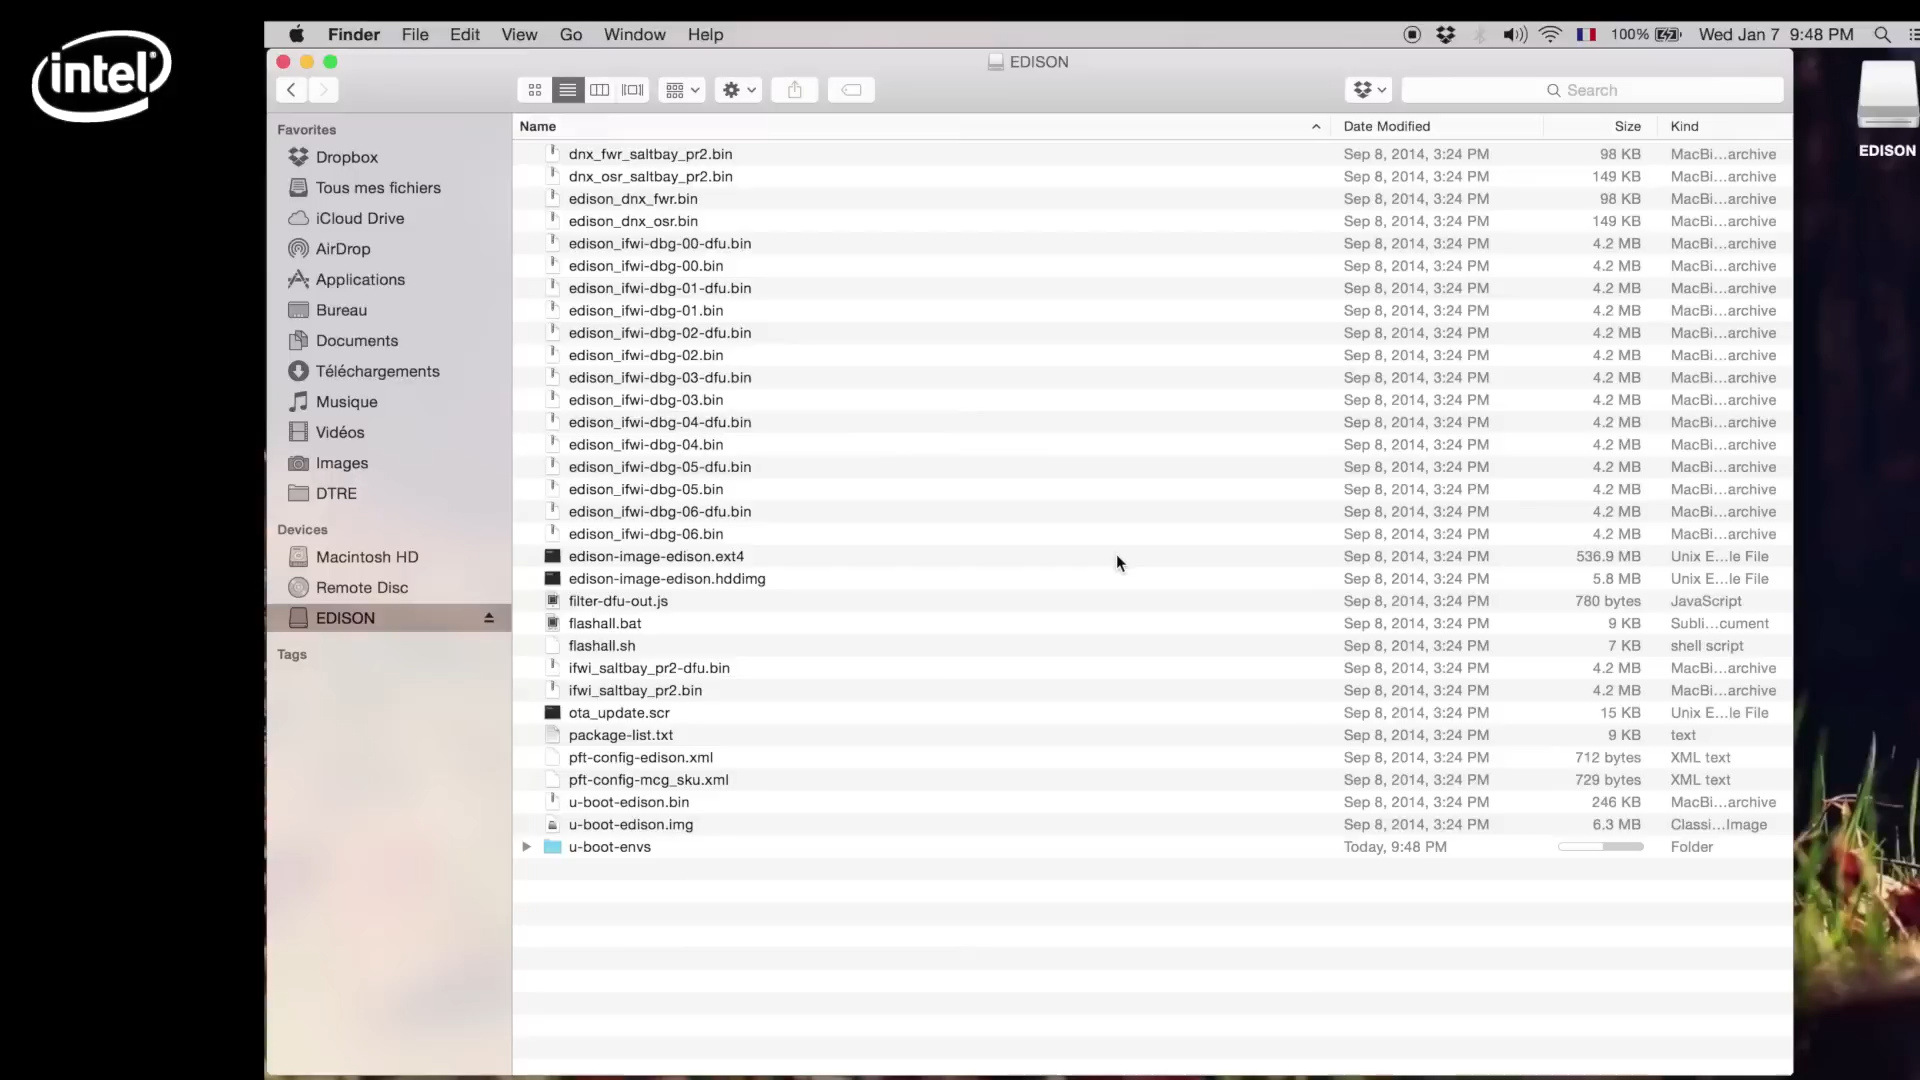 intel
Finder File Edit View Go Window Help 100% Wed Jan 7 9:48 PM
EDISON
Search
EDISON
Favorites
Dropbox
Tous mes fichiers
iCloud Drive
AirDrop
Applications
Bureau
Documents
Téléchargements
Musique
Vidéos
Images
DTRE
Devices
Macintosh HD
Remote Disc
EDISON
Tags
Name Date Modified Size Kind
dnx_fwr_saltbay_pr2.bin Sep 8, 2014, 3:24 PM 98 KB MacBi...archive
dnx_osr_saltbay_pr2.bin Sep 8, 2014, 3:24 PM 149 KB MacBi...archive
edison_dnx_fwr.bin Sep 8, 2014, 3:24 PM 98 KB MacBi...archive
edison_dnx_osr.bin Sep 8, 2014, 3:24 PM 149 KB MacBi...archive
edison_ifwi-dbg-00-dfu.bin Sep 8, 2014, 3:24 PM 4.2 MB MacBi...archive
edison_ifwi-dbg-00.bin Sep 8, 2014, 3:24 PM 4.2 MB MacBi...archive
edison_ifwi-dbg-01-dfu.bin Sep 8, 2014, 3:24 PM 4.2 MB MacBi...archive
edison_ifwi-dbg-01.bin Sep 8, 2014, 3:24 PM 4.2 MB MacBi...archive
edison_ifwi-dbg-02-dfu.bin Sep 8, 2014, 3:24 PM 4.2 MB MacBi...archive
edison_ifwi-dbg-02.bin Sep 8, 2014, 3:24 PM 4.2 MB MacBi...archive
edison_ifwi-dbg-03-dfu.bin Sep 8, 2014, 3:24 PM 4.2 MB MacBi...archive
edison_ifwi-dbg-03.bin Sep 8, 2014, 3:24 PM 4.2 MB MacBi...archive
edison_ifwi-dbg-04-dfu.bin Sep 8, 2014, 3:24 PM 4.2 MB MacBi...archive
edison_ifwi-dbg-04.bin Sep 8, 2014, 3:24 PM 4.2 MB MacBi...archive
edison_ifwi-dbg-05-dfu.bin Sep 8, 2014, 3:24 PM 4.2 MB MacBi...archive
edison_ifwi-dbg-05.bin Sep 8, 2014, 3:24 PM 4.2 MB MacBi...archive
edison_ifwi-dbg-06-dfu.bin Sep 8, 2014, 3:24 PM 4.2 MB MacBi...archive
edison_ifwi-dbg-06.bin Sep 8, 2014, 3:24 PM 4.2 MB MacBi...archive
edison-image-edison.ext4 Sep 8, 2014, 3:24 PM 536.9 MB Unix E...le File
edison-image-edison.hddimg Sep 8, 2014, 3:24 PM 5.8 MB Unix E...le File
filter-dfu-out.js Sep 8, 2014, 3:24 PM 780 bytes JavaScript
flashall.bat Sep 8, 2014, 3:24 PM 9 KB Subli...cument
flashall.sh Sep 8, 2014, 3:24 PM 7 KB shell script
ifwi_saltbay_pr2-dfu.bin Sep 8, 2014, 3:24 PM 4.2 MB MacBi...archive
ifwi_saltbay_pr2.bin Sep 8, 2014, 3:24 PM 4.2 MB MacBi...archive
ota_update.scr Sep 8, 2014, 3:24 PM 15 KB Unix E...le File
package-list.txt Sep 8, 2014, 3:24 PM 9 KB text
pft-config-edison.xml Sep 8, 2014, 3:24 PM 712 bytes XML text
pft-config-mcg_sku.xml Sep 8, 2014, 3:24 PM 729 bytes XML text
u-boot-edison.bin Sep 8, 2014, 3:24 PM 246 KB MacBi...archive
u-boot-edison.img Sep 8, 2014, 3:24 PM 6.3 MB Classi...Image
u-boot-envs Today, 9:48 PM Folder